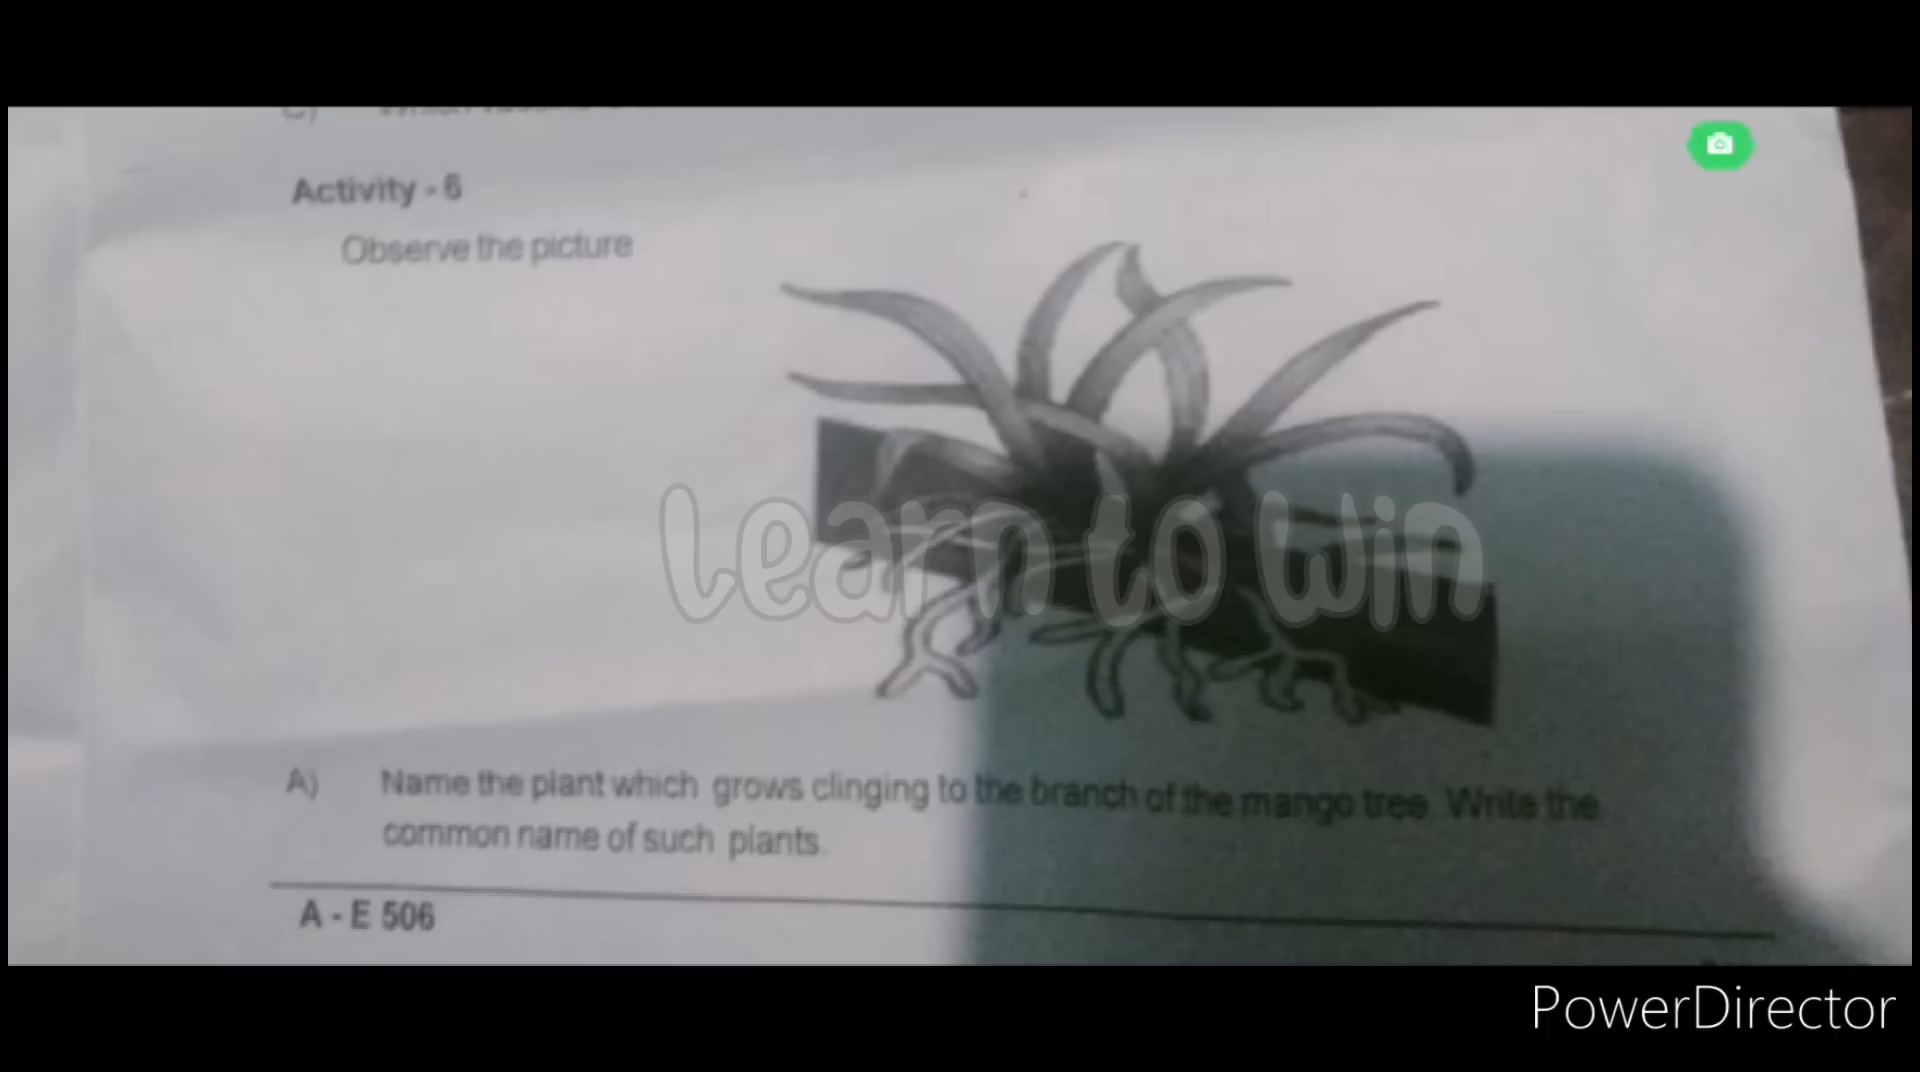 Activity - 6
Observe the picture
Learn to Win
A) Name the plant which grows clinging to the branch of the mango tree. Write the
common name of such plants.
A - E 506
PowerDirector